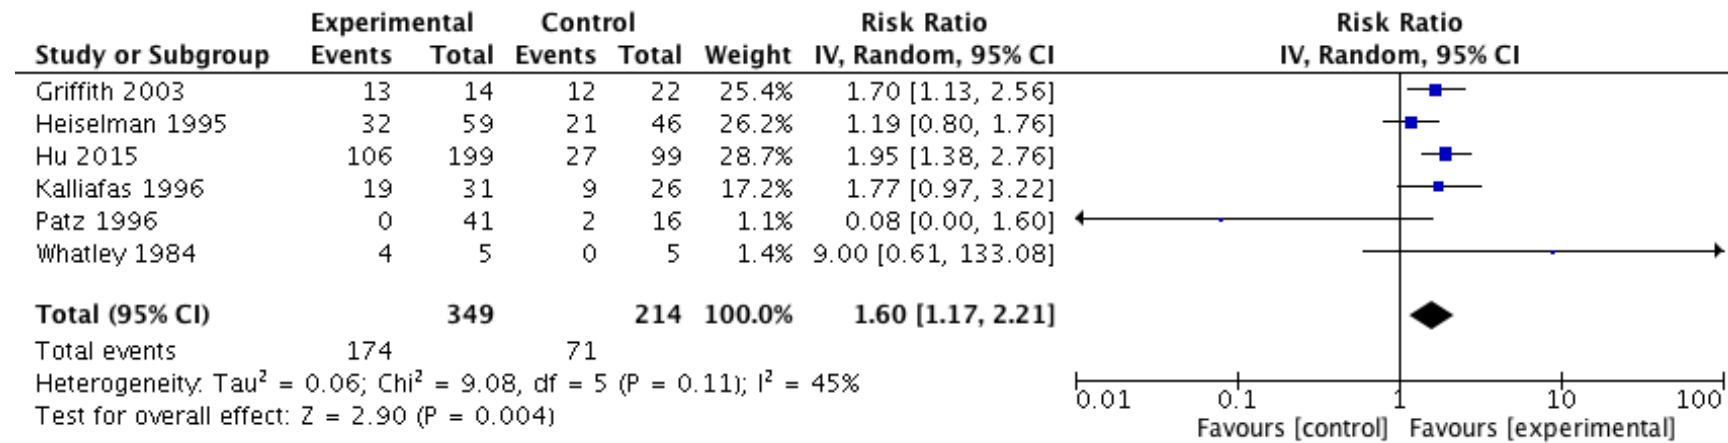 Experimental Control Risk Ratio Risk Ratio
Study or Subgroup Events Total Events Total Weight IV, Random, 95% CI IV, Random, 95% CI
Griffith 2003 13 14 12 22 25.4% 1.70 [1.13, 2.56]
Heiselman 1995 32 59 21 46 26.2% 1.19 [0.80, 1.76]
Hu 2015 106 199 27 99 28.7% 1.95 [1.38, 2.76]
Kalliafas 1996 19 31 9 26 17.2% 1.77 [0.97, 3.22]
Patz 1996 0 41 2 16 1.1% 0.08 [0.00, 1.60]
Whatley 1984 4 5 0 5 1.4% 9.00 [0.61, 133.08]
Total (95% CI) 349 214 100.0% 1.60 [1.17, 2.21]
Total events 174 71
Heterogeneity: Tau² = 0.06; Chi² = 9.08, df = 5 (P = 0.11); I² = 45%
Test for overall effect: Z = 2.90 (P = 0.004)
0.01 0.1 1 10 100
Favours [control] Favours [experimental]